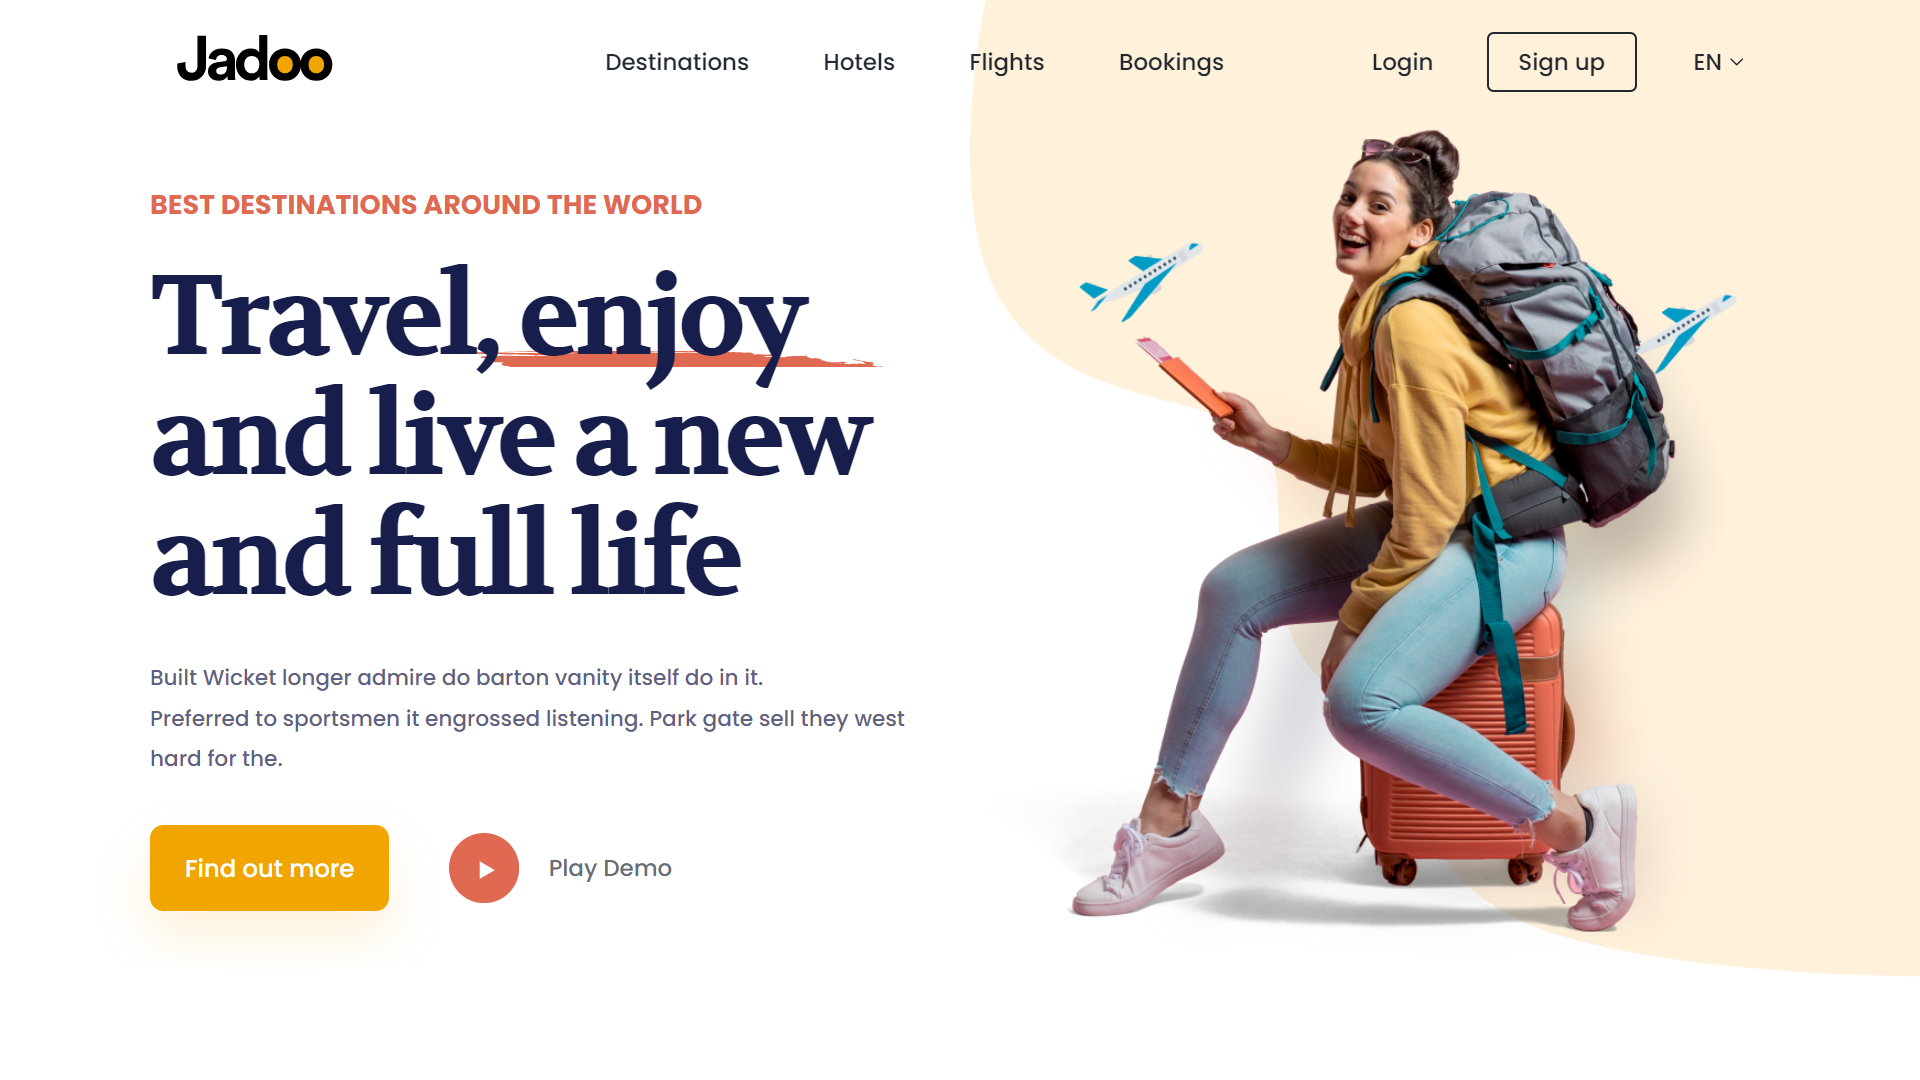 Jadoo
Destinations
Hotels
Flights
Bookings
Login
Sign up
EN
BEST DESTINATIONS AROUND THE WORLD
Travel, enjoy
and live a new
and full life
Built Wicket longer admire do barton vanity itself do in it.
Preferred to sportsmen it engrossed listening. Park gate sell they west
hard for the.
Find out more
Play Demo